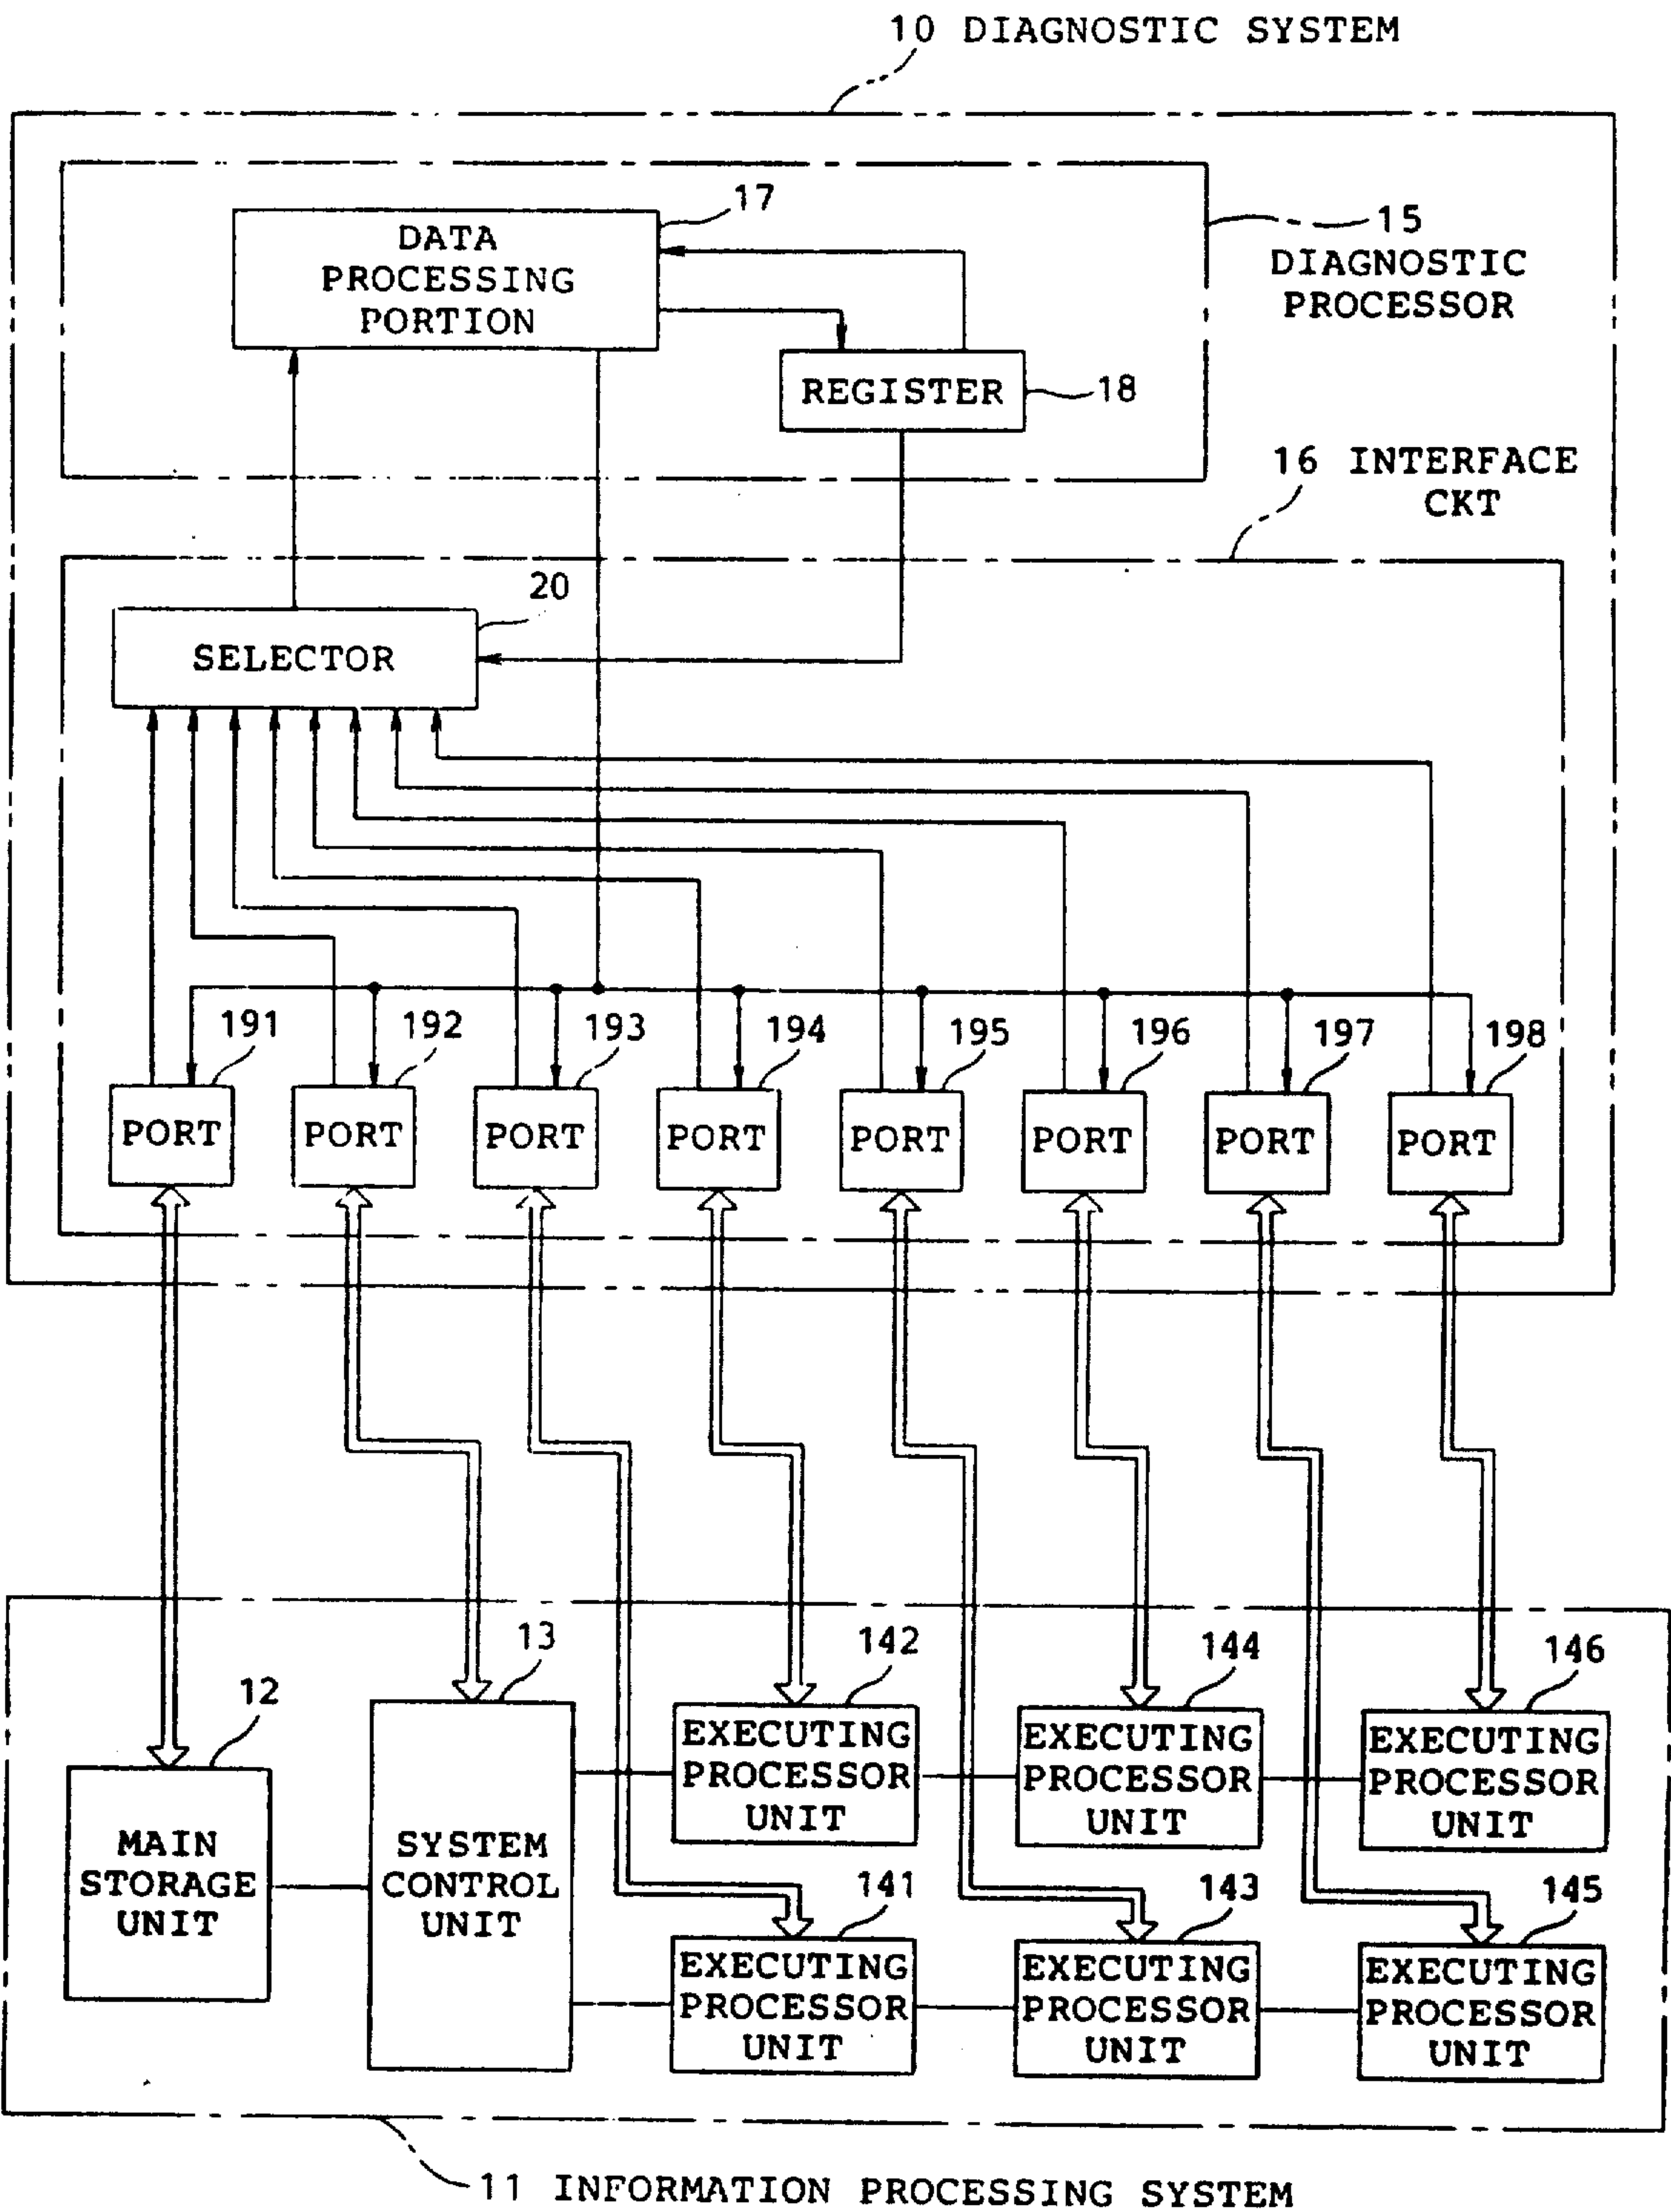 10 DIAGNOSTIC SYSTEM
17
DATA
PROCESSING
PORTION
15
DIAGNOSTIC
PROCESSOR
REGISTER
18
16 INTERFACE
CKT
20
SELECTOR
191
192
193
194
195
196
197
198
PORT
PORT
PORT
PORT
PORT
PORT
PORT
PORT
12
13
142
144
146
MAIN
STORAGE
UNIT
SYSTEM
CONTROL
UNIT
EXECUTING
PROCESSOR
UNIT
EXECUTING
PROCESSOR
UNIT
EXECUTING
PROCESSOR
UNIT
141
143
145
EXECUTING
PROCESSOR
UNIT
EXECUTING
PROCESSOR
UNIT
EXECUTING
PROCESSOR
UNIT
11 INFORMATION PROCESSING SYSTEM